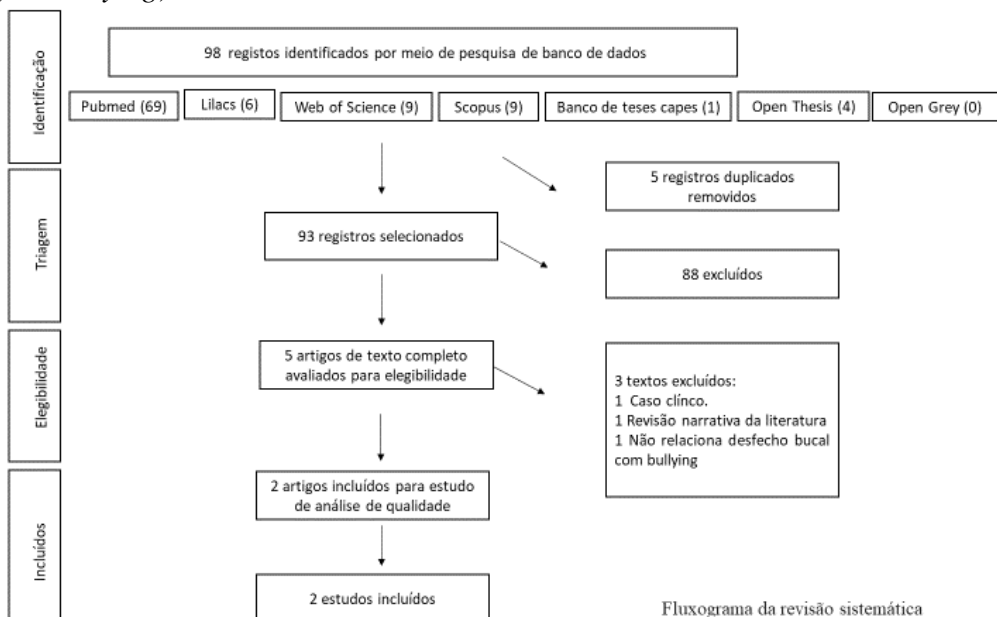 Identificação
98 registos identificados por meio de pesquisa de banco de dados
Pubmed (69)
Lilacs (6)
Web of Science (9)
Scopus (9)
Banco de teses capes (1)
Open Thesis (4)
Open Grey (0)
5 registros duplicados
removidos
Triagem
93 registros selecionados
88 excluídos
Elegibilidade
5 artigos de texto completo
avaliados para elegibilidade
3 textos excluídos:
1 Caso clínco.
1 Revisão narrativa da literatura
1 Não relaciona desfecho bucal
com bullying
Incluídos
2 artigos incluídos para estudo
de análise de qualidade
2 estudos incluídos
Fluxograma da revisão sistemática